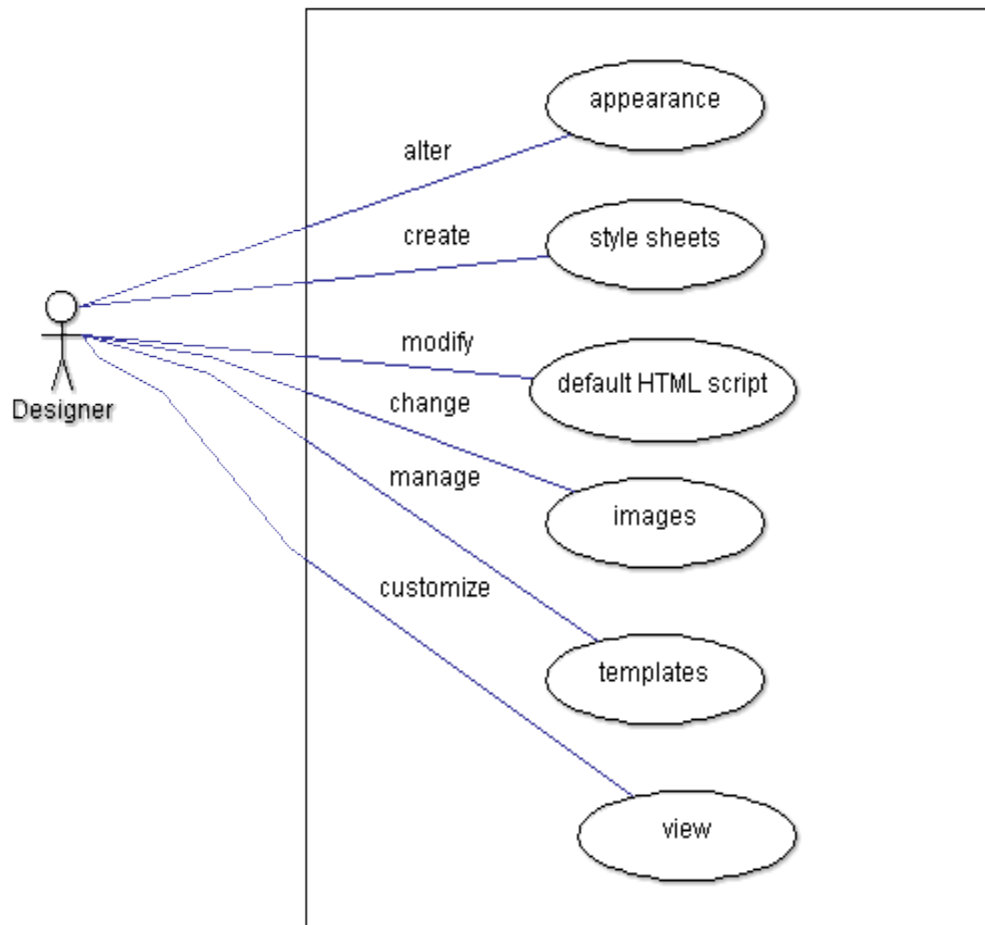 appearance
alter
create
style sheets
modify
default HTML script
Designer
change
manage
images
customize
templates
view